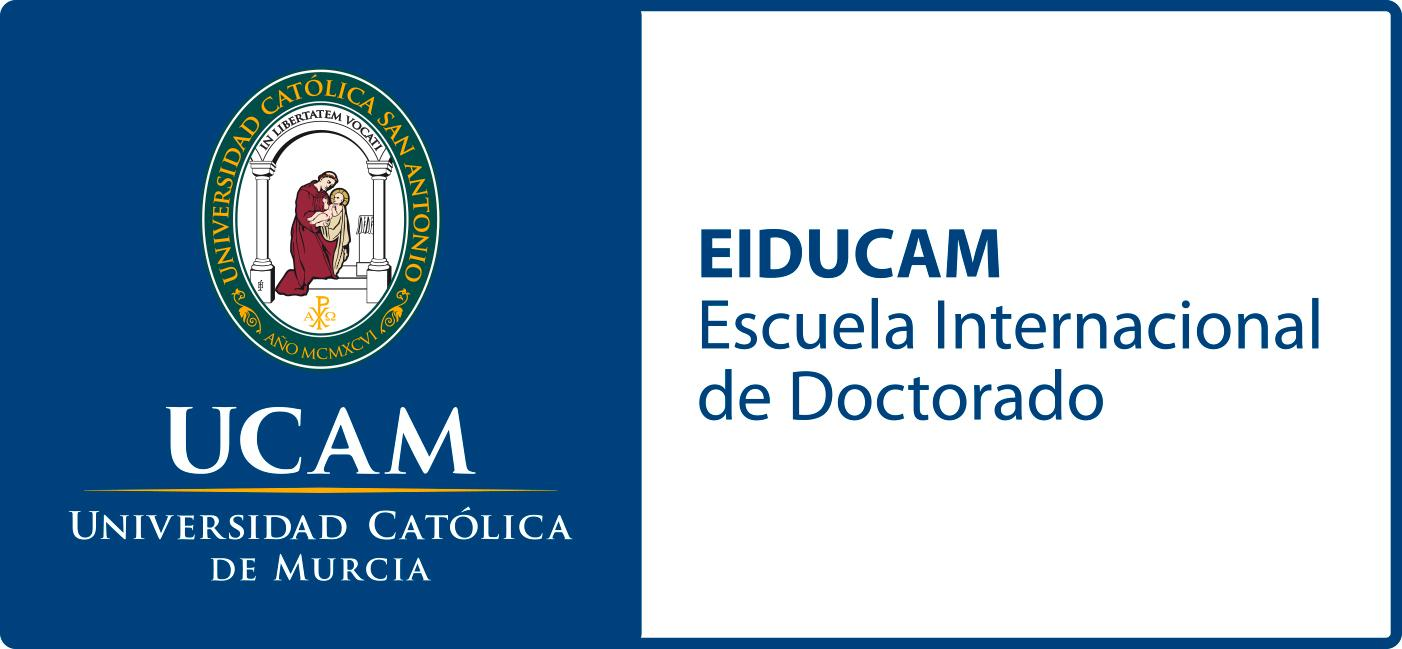 UNIVERSIDAD CATÓLICA SAN ANTONIO
IN LIBERTATEM VOCATI
Α Ω
AÑO MCMXCVI
UCAM
UNIVERSIDAD CATÓLICA
DE MURCIA
EIDUCAM
Escuela Internacional
de Doctorado